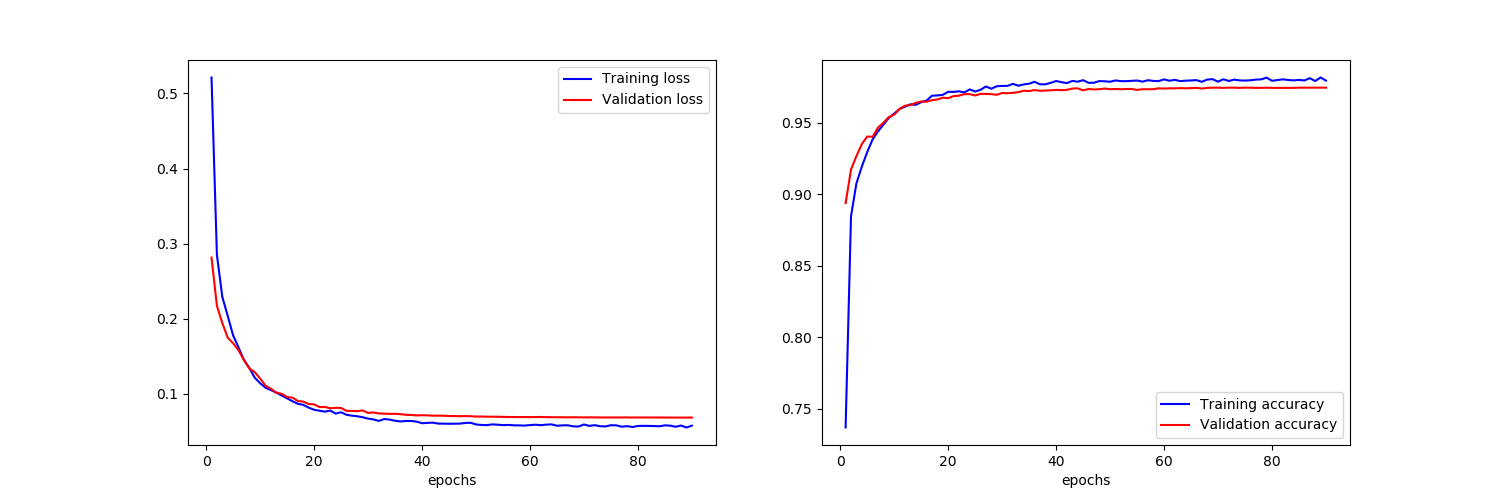 Training loss
Validation loss
0.5
0.4
0.3
0.2
0.1
0 20 40 60 80
epochs
0.95
0.90
0.85
0.80
0.75
Training accuracy
Validation accuracy
0 20 40 60 80
epochs